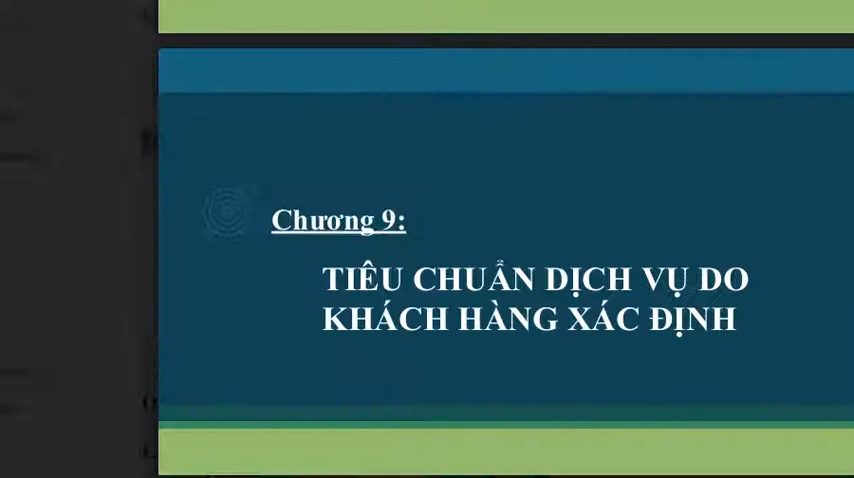 Chương 9:
TIÊU CHUẨN DỊCH VỤ DO
KHÁCH HÀNG XÁC ĐỊNH